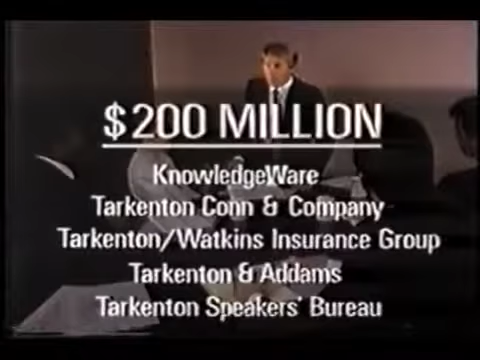 $200 MILLION
KnowledgeWare
Tarkenton Conn & Company
Tarkenton/Watkins Insurance Group
Tarkenton & Addams
Tarkenton Speakers' Bureau